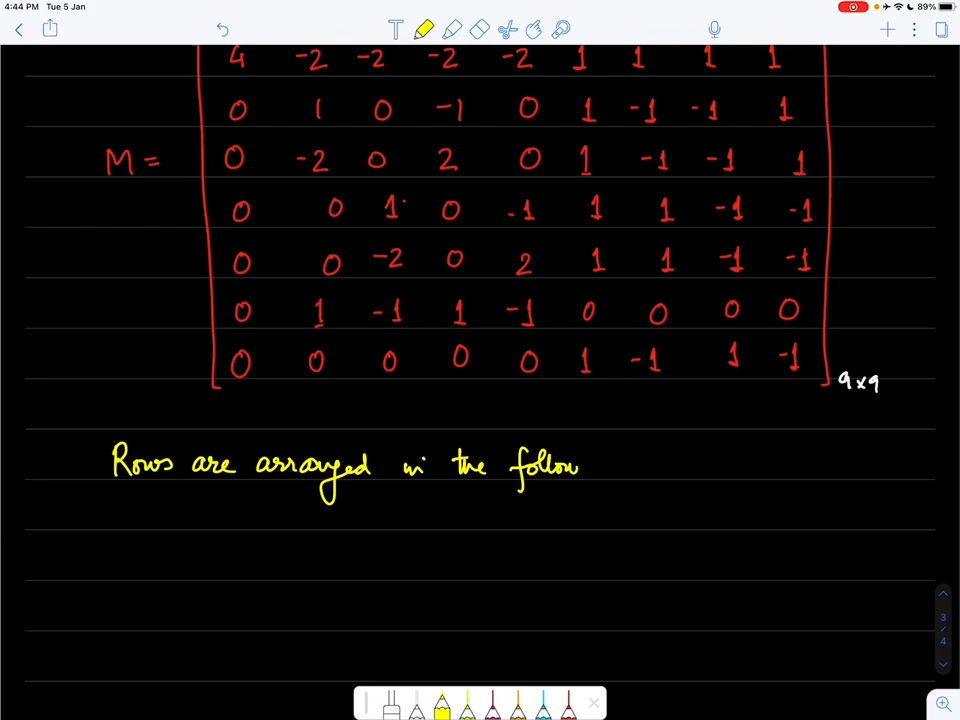 4:44 PM Tue 5 Jan 89%
4 -2 -2 -2 -2 1 1 1 1
0 1 0 -1 0 1 -1 -1 1
M = 0 -2 0 2 0 1 -1 -1 1
0 0 1 0 -1 1 1 -1 -1
0 0 -2 0 2 1 1 -1 -1
0 1 -1 1 -1 0 0 0 0
0 0 0 0 0 1 -1 1 -1
9x9
Rows are arranged in the follow
3
/
4